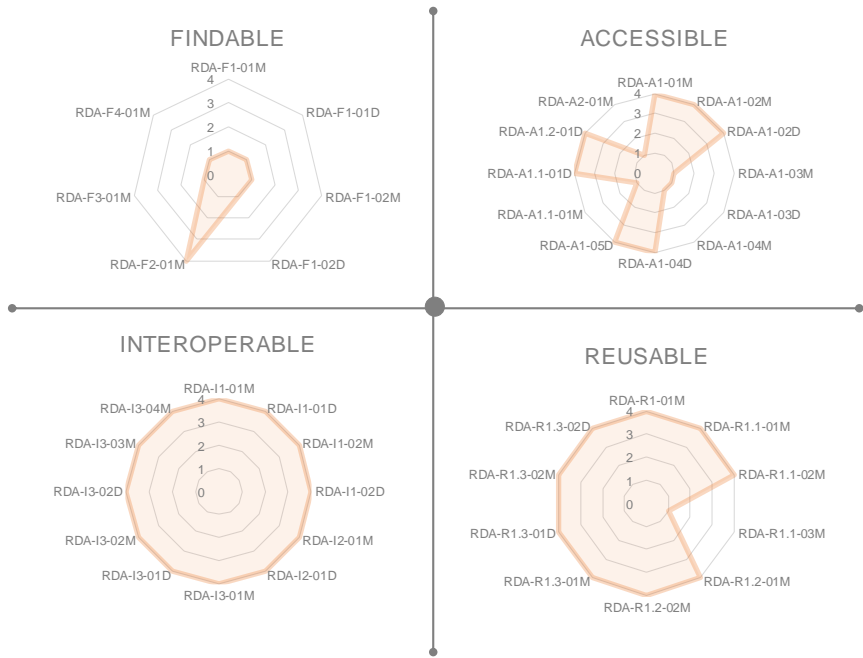 FINDABLE
RDA-F1-01M
RDA-F1-01D
RDA-F1-02M
RDA-F1-02D
RDA-F2-01M
RDA-F3-01M
RDA-F4-01M
4
3
2
1
0
ACCESSIBLE
RDA-A1-01M
RDA-A1-02M
RDA-A1-02D
RDA-A1-03M
RDA-A1-03D
RDA-A1-04M
RDA-A1-04D
RDA-A1-05D
RDA-A1.1-01M
RDA-A1.1-01D
RDA-A1.2-01D
RDA-A2-01M
4
3
2
1
0
INTEROPERABLE
RDA-I1-01M
RDA-I1-01D
RDA-I1-02M
RDA-I1-02D
RDA-I2-01M
RDA-I2-01D
RDA-I3-01M
RDA-I3-01D
RDA-I3-02M
RDA-I3-02D
RDA-I3-03M
RDA-I3-04M
4
3
2
1
0
REUSABLE
RDA-R1-01M
RDA-R1.1-01M
RDA-R1.1-02M
RDA-R1.1-03M
RDA-R1.2-01M
RDA-R1.2-02M
RDA-R1.3-01M
RDA-R1.3-01D
RDA-R1.3-02M
RDA-R1.3-02D
4
3
2
1
0